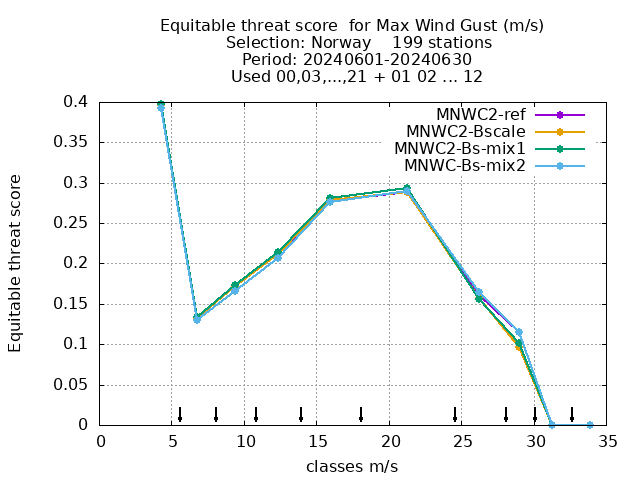 Equitable threat score  for Max Wind Gust (m/s)
Selection: Norway    199 stations
Period: 20240601-20240630
Used 00,03,...,21 + 01 02 ... 12
MNWC2-ref
MNWC2-Bscale
MNWC2-Bs-mix1
MNWC-Bs-mix2
Equitable threat score
0.4
0.35
0.3
0.25
0.2
0.15
0.1
0.05
0
0 5 10 15 20 25 30 35
classes m/s